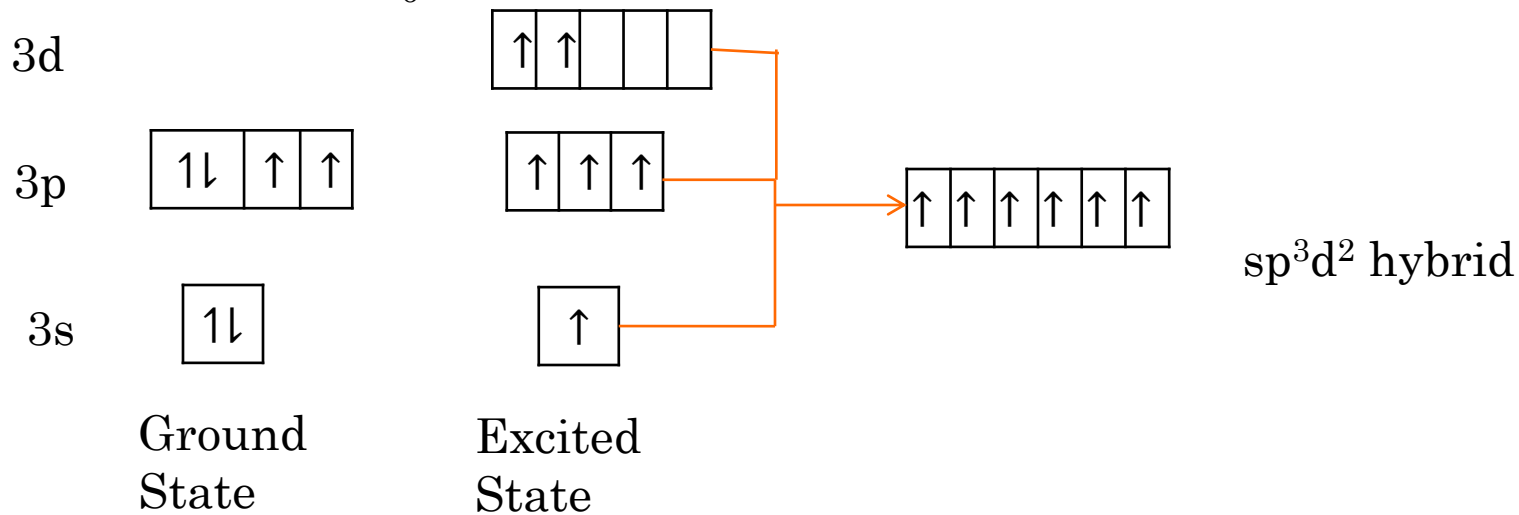 3d
↑ ↑
3p
↿⇂ ↑ ↑
↑ ↑ ↑
↑ ↑ ↑ ↑ ↑ ↑
sp³d² hybrid
3s
↿⇂
↑
Ground
State
Excited
State